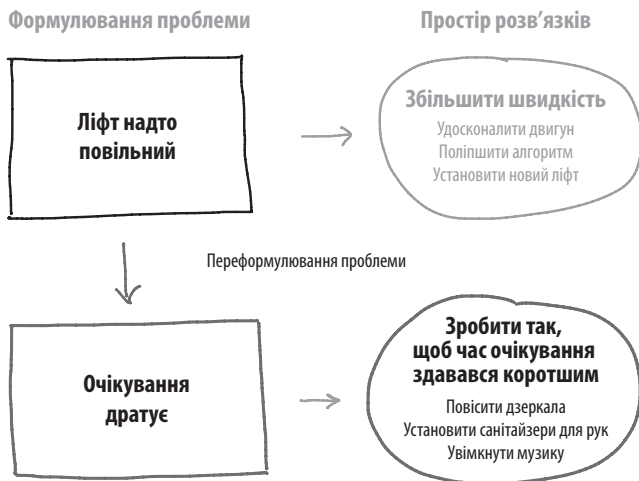 Формулювання проблеми
Простір розв’язків
Ліфт надто
повільний
Збільшити швидкість
Удосконалити двигун
Поліпшити алгоритм
Установити новий ліфт
Переформулювання проблеми
Очікування
дратує
Зробити так,
щоб час очікування
здавався коротшим
Повісити дзеркала
Установити санітайзери для рук
Увімкнути музику